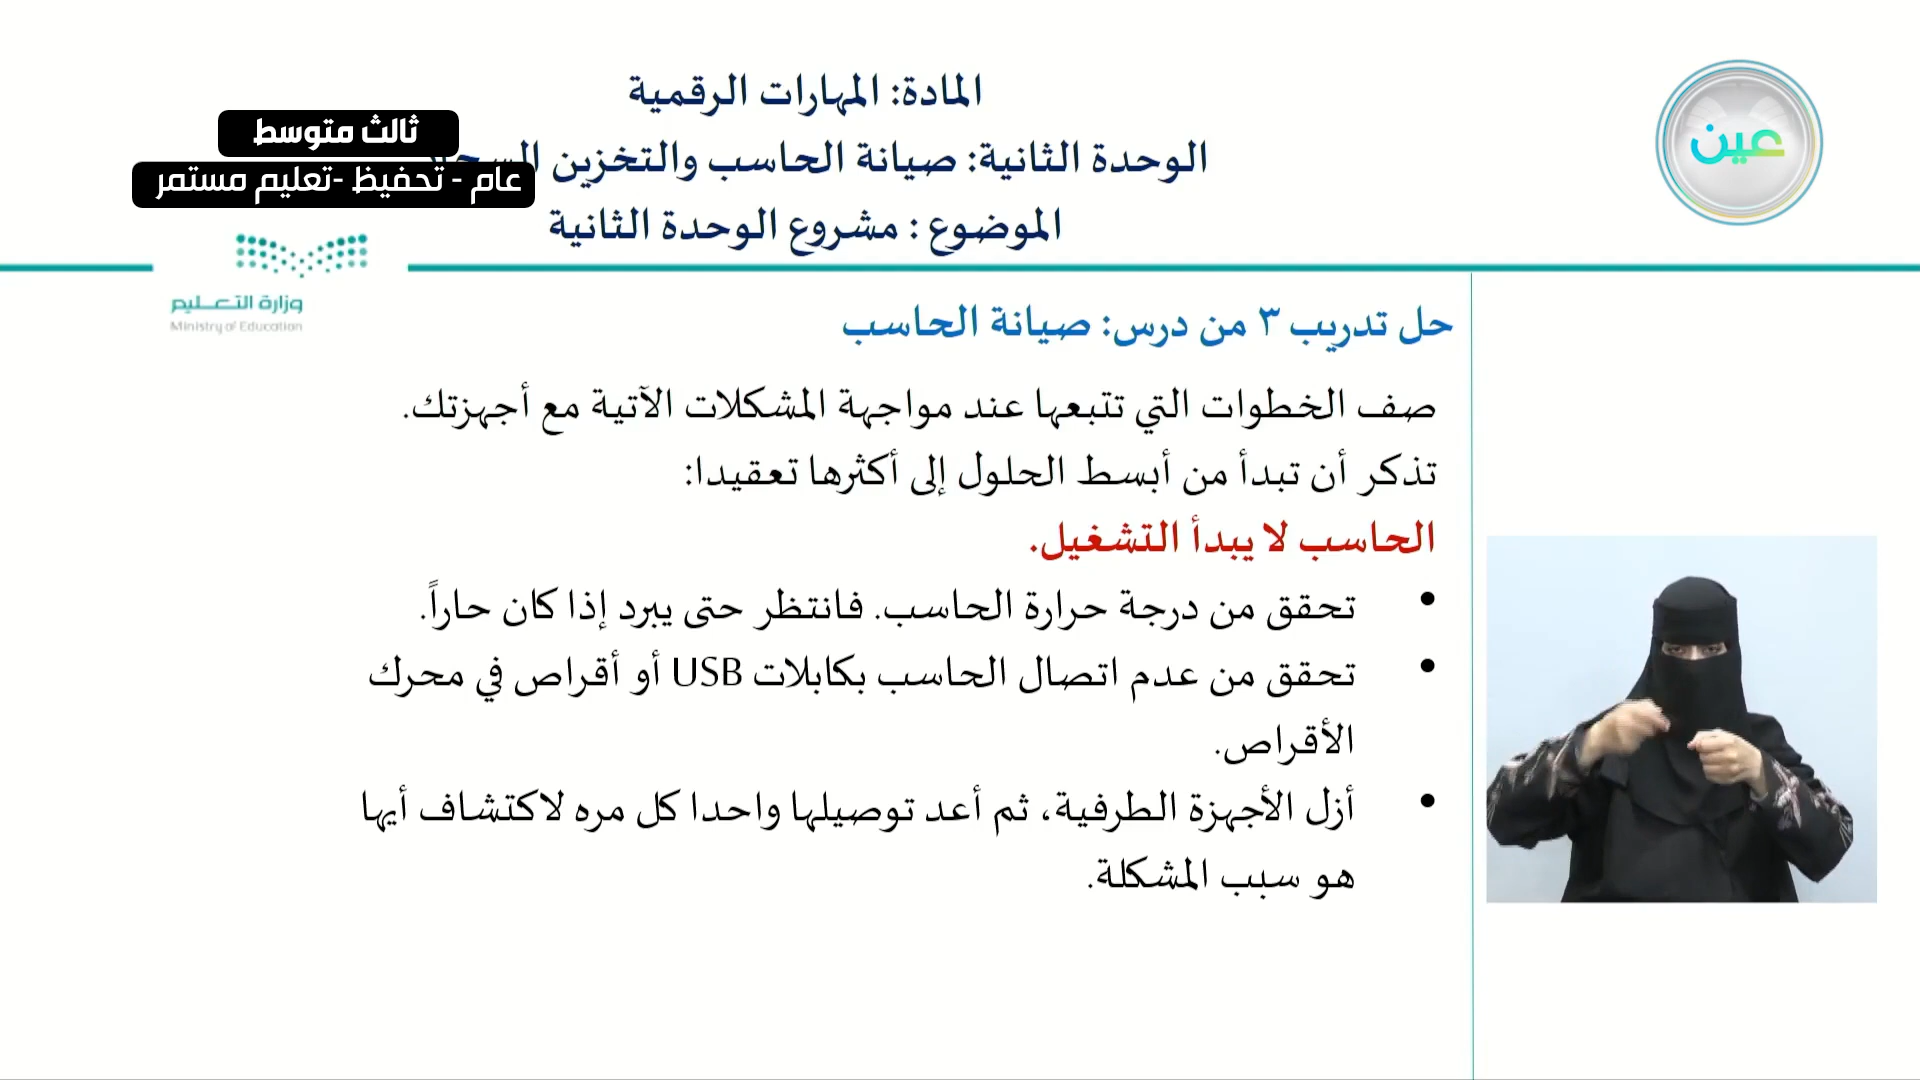 المادة: المهارات الرقمية
ثالث متوسط
الوحدة الثانية: صيانة الحاسب والتخزين
عام - تحفيظ -تعليم مستمر
الموضوع : مشروع الوحدة الثانية
عين
وزارة التعليم
Ministry of Education
حل تدريب ٣ من درس: صيانة الحاسب
صف الخطوات التي تتبعها عند مواجهة المشكلات الآتية مع أجهزتك.
تذكر أن تبدأ من أبسط الحلول إلى أكثرها تعقيدا:
الحاسب لا يبدأ التشغيل.
• تحقق من درجة حرارة الحاسب. فانتظر حتى يبرد إذا كان حاراً.
• تحقق من عدم اتصال الحاسب بكابلات USB أو أقراص في محرك
الأقراص.
• أزل الأجهزة الطرفية، ثم أعد توصيلها واحدا كل مره لاكتشاف أيها
هو سبب المشكلة.